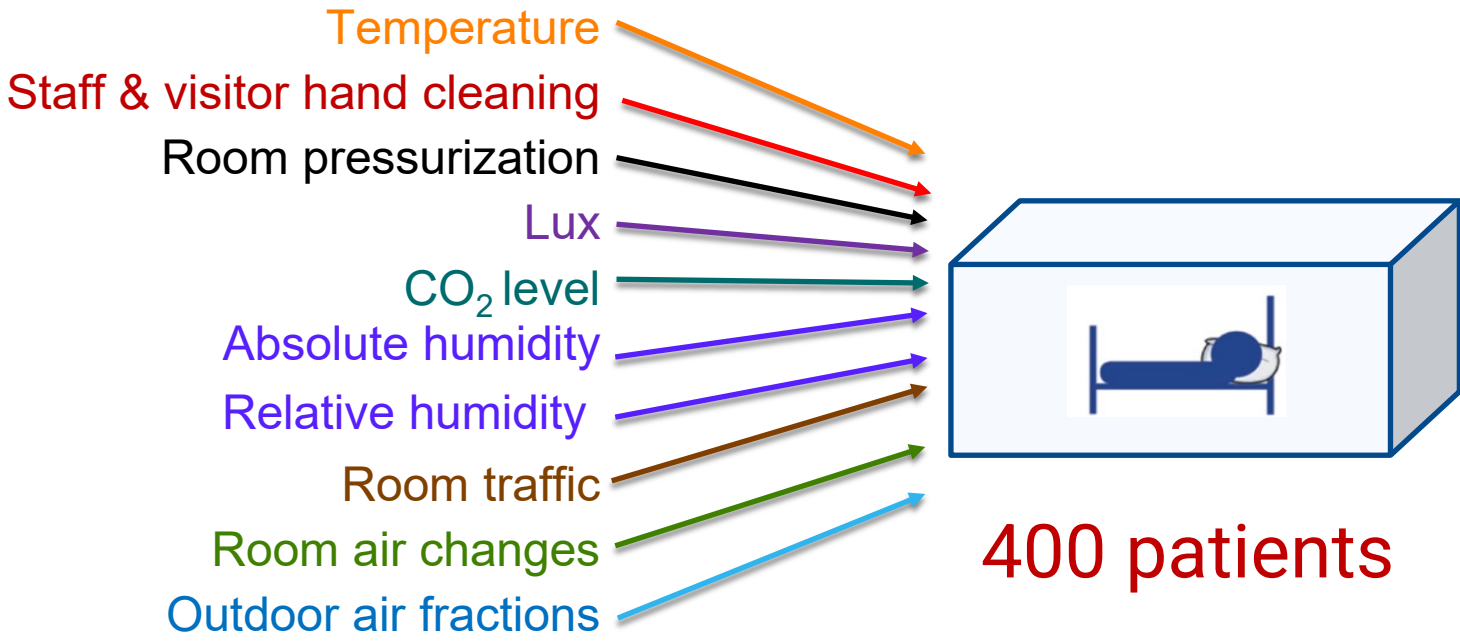 Temperature
Staff & visitor hand cleaning
Room pressurization
Lux
CO₂ level
Absolute humidity
Relative humidity
Room traffic
Room air changes
Outdoor air fractions
400 patients